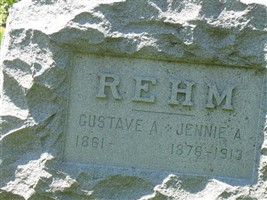 REHM
GUSTAVE A. + JENNIE A.
1861- 1876-1913